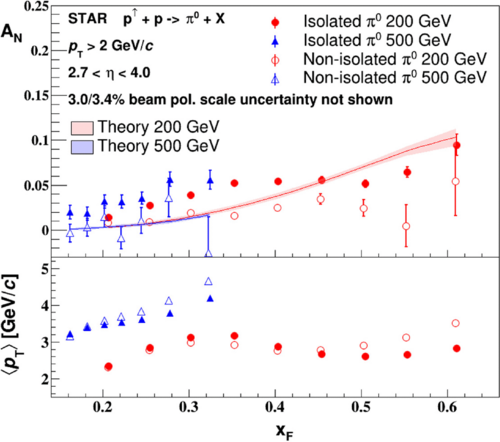 0.25
A_N
STAR p↑ + p -> π⁰ + X
p_T > 2 GeV/c
2.7 < η < 4.0
3.0/3.4% beam pol. scale uncertainty not shown
Isolated π⁰ 200 GeV
Isolated π⁰ 500 GeV
Non-isolated π⁰ 200 GeV
Non-isolated π⁰ 500 GeV
Theory 200 GeV
Theory 500 GeV
0.2
0.15
0.1
0.05
0
⟨p_T⟩ [GeV/c]
5
4
3
2
0.2 0.3 0.4 0.5 0.6
x_F